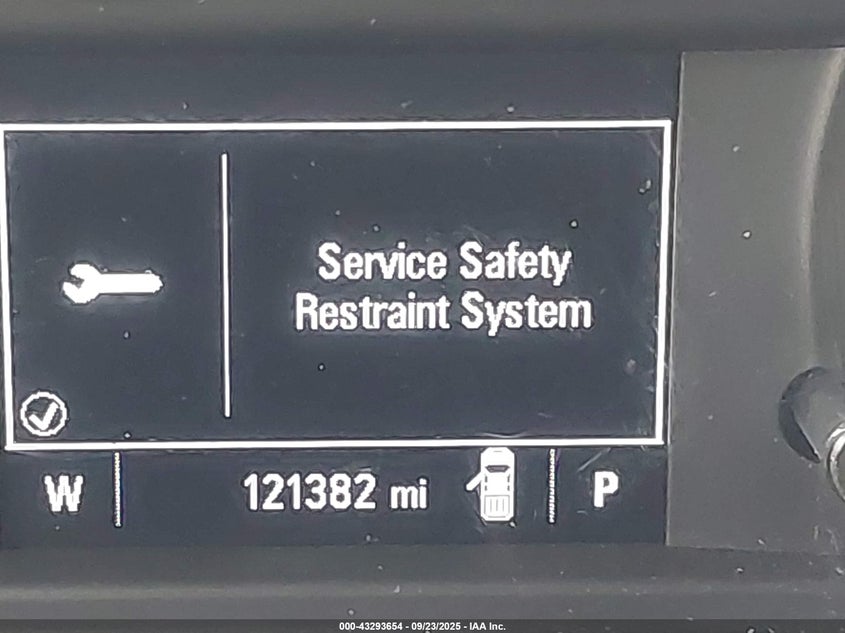 Service Safety
Restraint System
W 121382 mi P
000-43293654 - 09/23/2025 - IAA Inc.